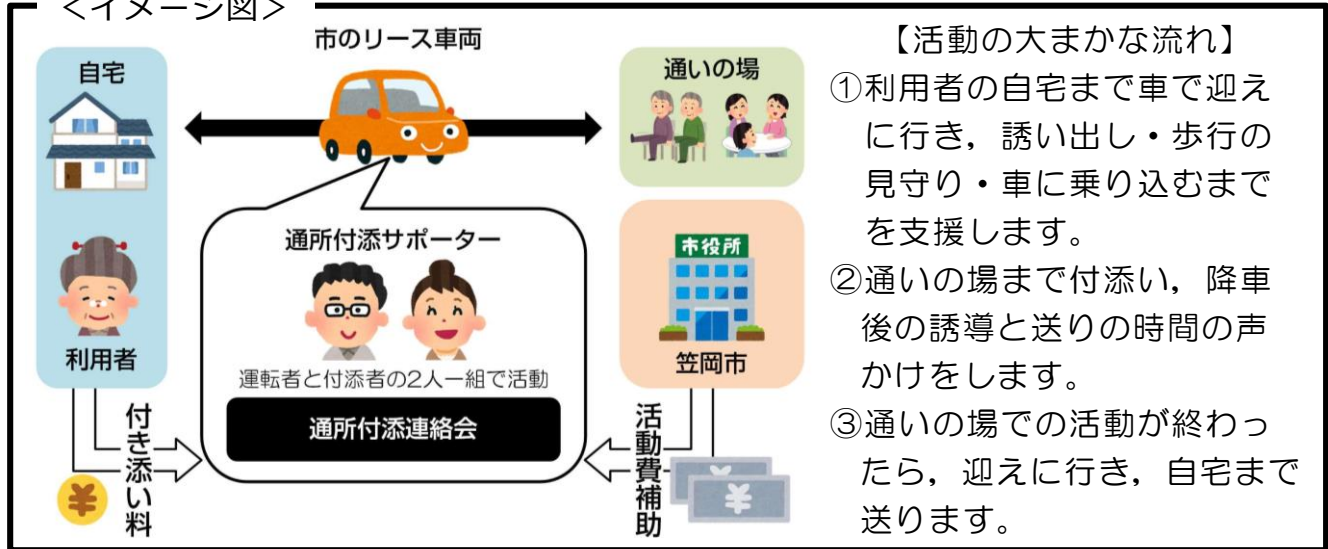 ＜イメージ図＞
市のリース車両
自宅
通いの場
利用者
通所付添サポーター
運転者と付添者の2人一組で活動
通所付添連絡会
市役所
笠岡市
付き添い料
¥
活動費補助
¥
【活動の大まかな流れ】
①利用者の自宅まで車で迎え
に行き，誘い出し・歩行の
見守り・車に乗り込むまで
を支援します。
②通いの場まで付添い，降車
後の誘導と送りの時間の声
かけをします。
③通いの場での活動が終わっ
たら，迎えに行き，自宅まで
送ります。